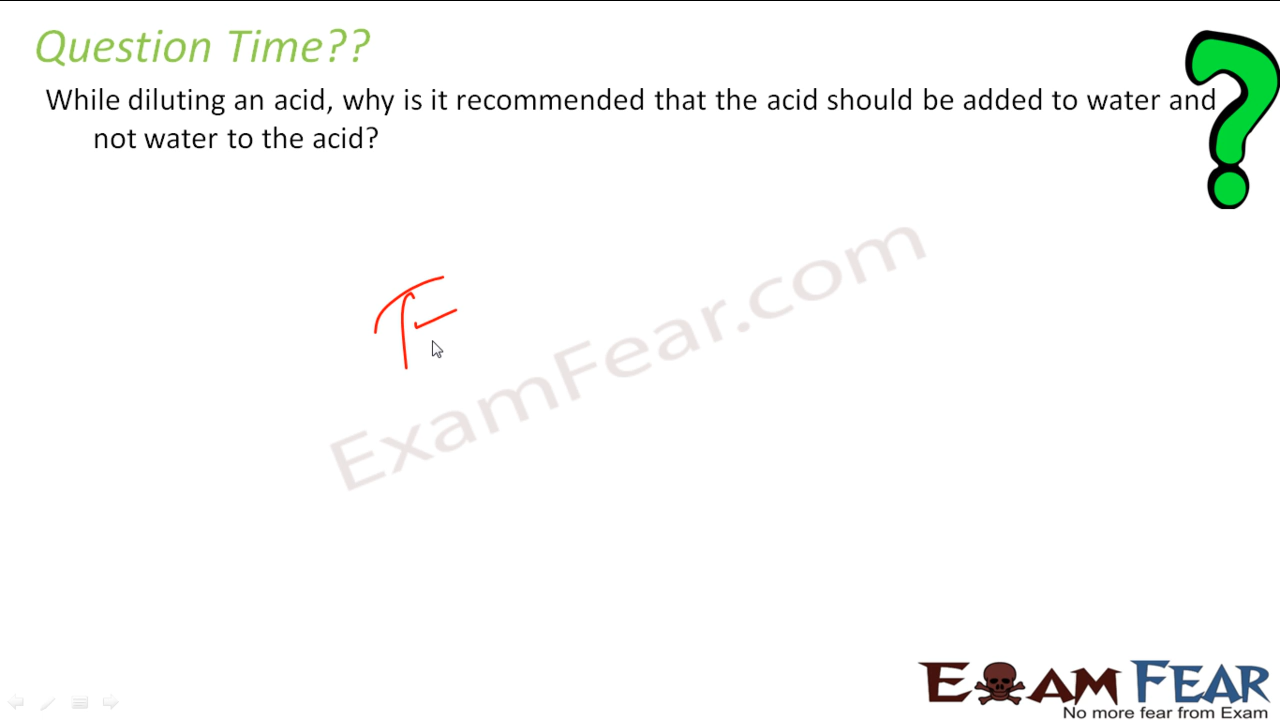 Question Time??
While diluting an acid, why is it recommended that the acid should be added to water and
not water to the acid?
ExamFear.com
EXAM FEAR
No more fear from Exam